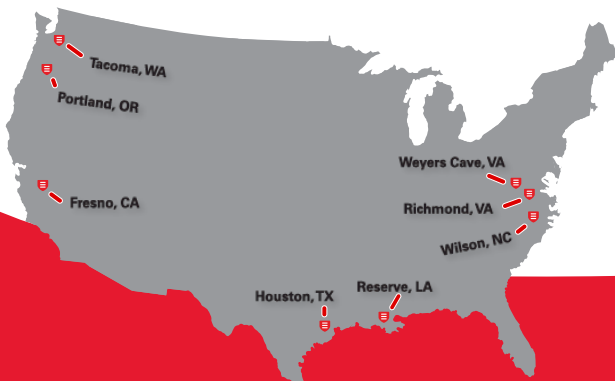 Tacoma, WA
Portland, OR
Weyers Cave, VA
Fresno, CA
Richmond, VA
Wilson, NC
Reserve, LA
Houston, TX